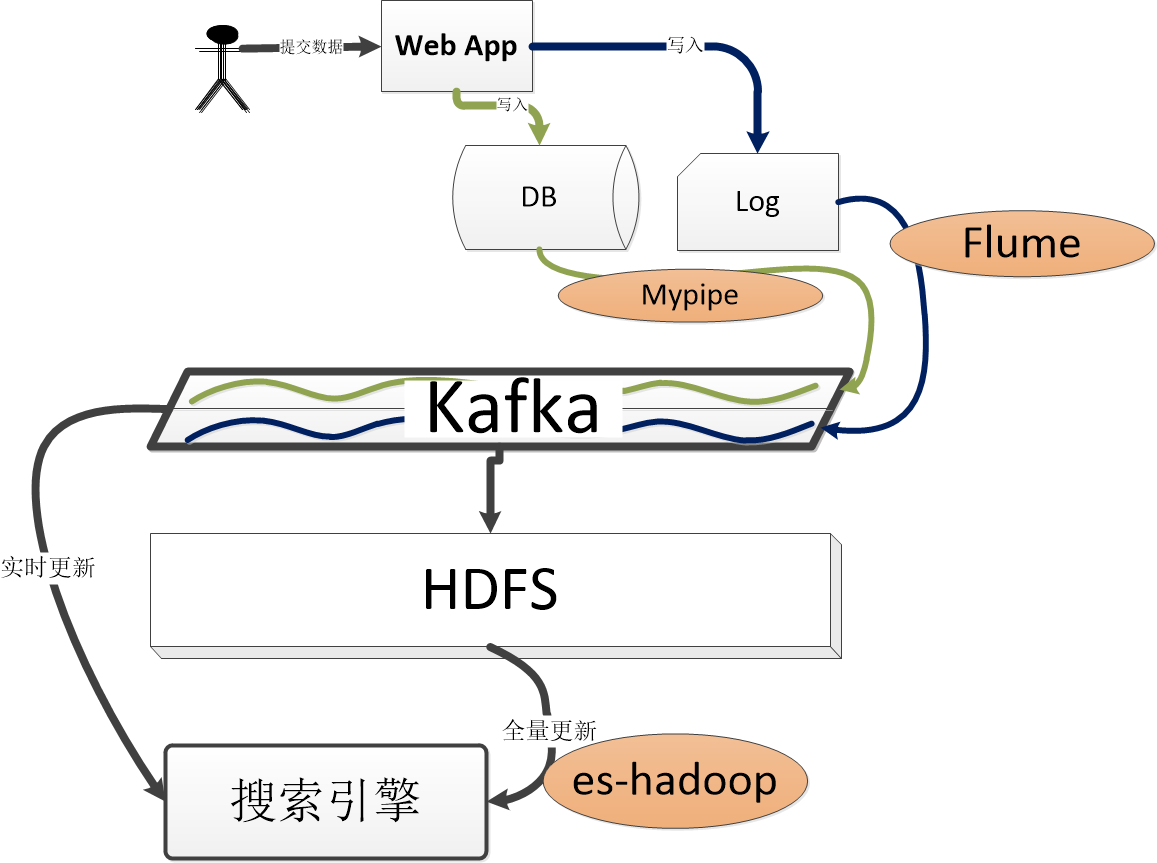 提交数据
Web App
写入
写入
DB
Log
Flume
Mypipe
Kafka
实时更新
HDFS
全量更新
es-hadoop
搜索引擎